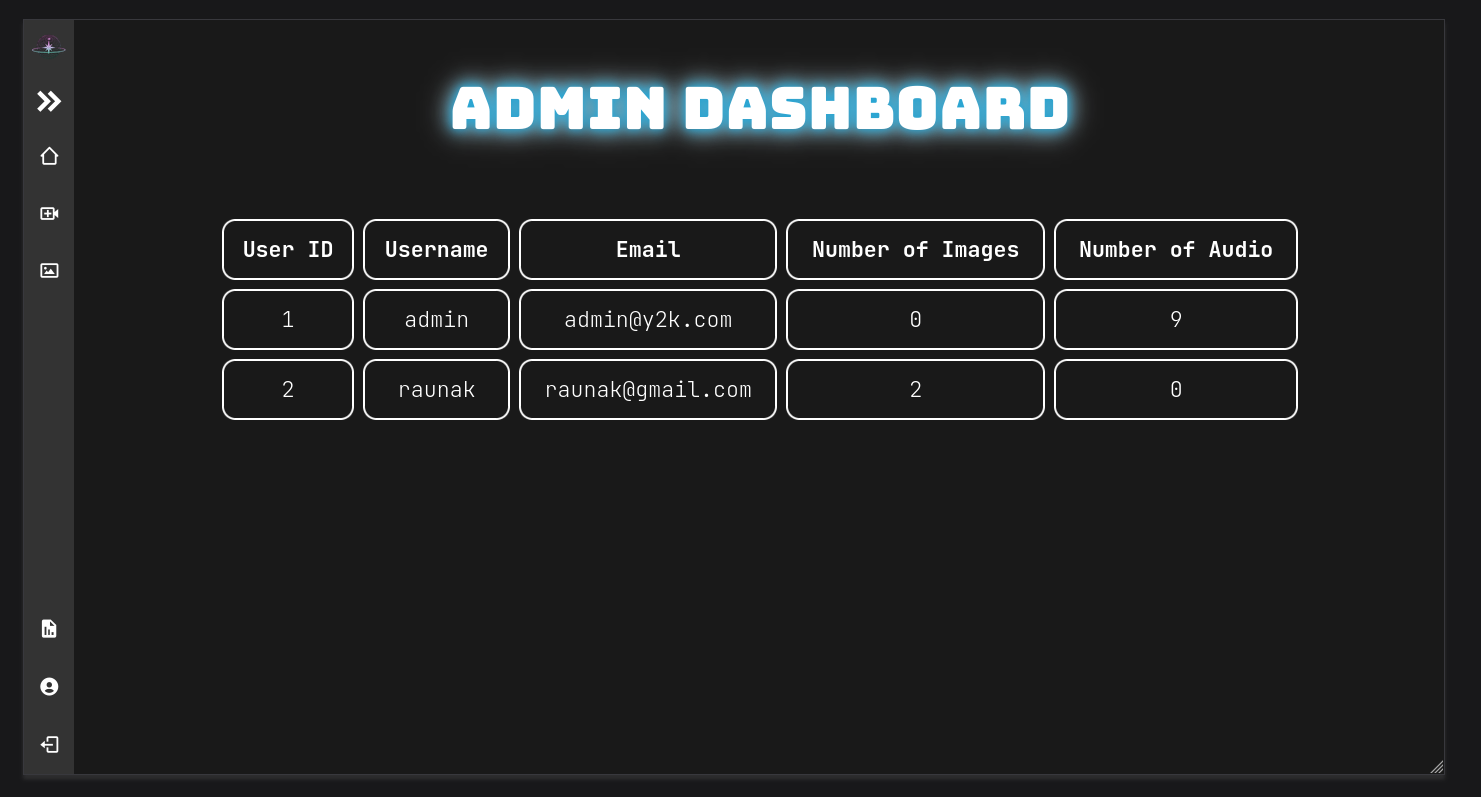 ADMIN DASHBOARD
User ID Username Email Number of Images Number of Audio
1 admin admin@y2k.com 0 9
2 raunak raunak@gmail.com 2 0